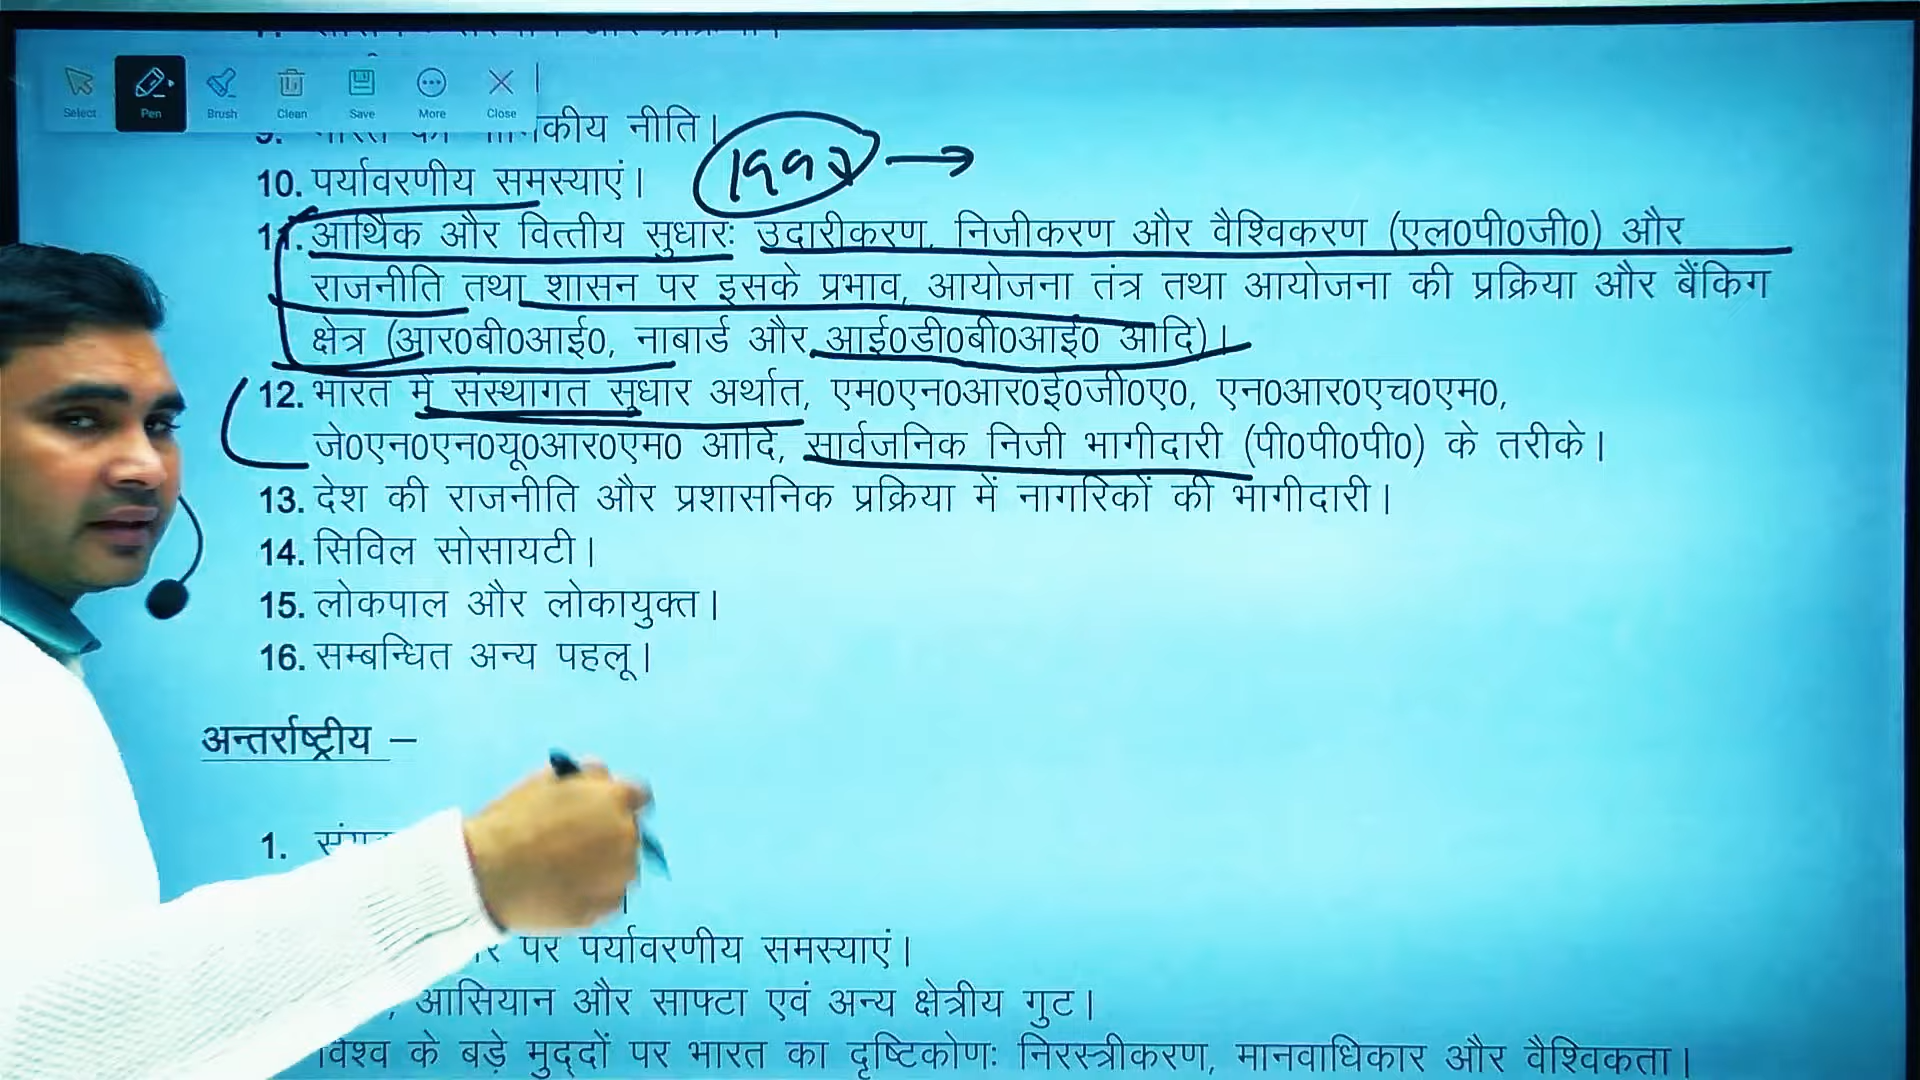 Select Pen Brush Clean Save More Close
9. भारत की कीय नीति।
10. पर्यावरणीय समस्याएं।
11. आर्थिक और वित्तीय सुधारः उदारीकरण, निजीकरण और वैश्विकरण (एल0पी0जी0) और
राजनीति तथा शासन पर इसके प्रभाव, आयोजना तंत्र तथा आयोजना की प्रक्रिया और बैंकिग
क्षेत्र (आर0बी0आई0, नाबार्ड और आई0डी0बी0आई0 आदि)।
12. भारत में संस्थागत सुधार अर्थात, एम0एन0आर0ई0जी0ए0, एन0आर0एच0एम0,
जे0एन0एन0यू0आर0एम0 आदि, सार्वजनिक निजी भागीदारी (पी0पी0पी0) के तरीके।
13. देश की राजनीति और प्रशासनिक प्रक्रिया में नागरिकों की भागीदारी।
14. सिविल सोसायटी।
15. लोकपाल और लोकायुक्त।
16. सम्बन्धित अन्य पहलू।
अन्तर्राष्ट्रीय –
1.
पर पर्यावरणीय समस्याएं।
, आसियान और साफ्टा एवं अन्य क्षेत्रीय गुट।
विश्व के बड़े मुद्दों पर भारत का दृष्टिकोणः निरस्त्रीकरण, मानवाधिकार और वैश्विकता।